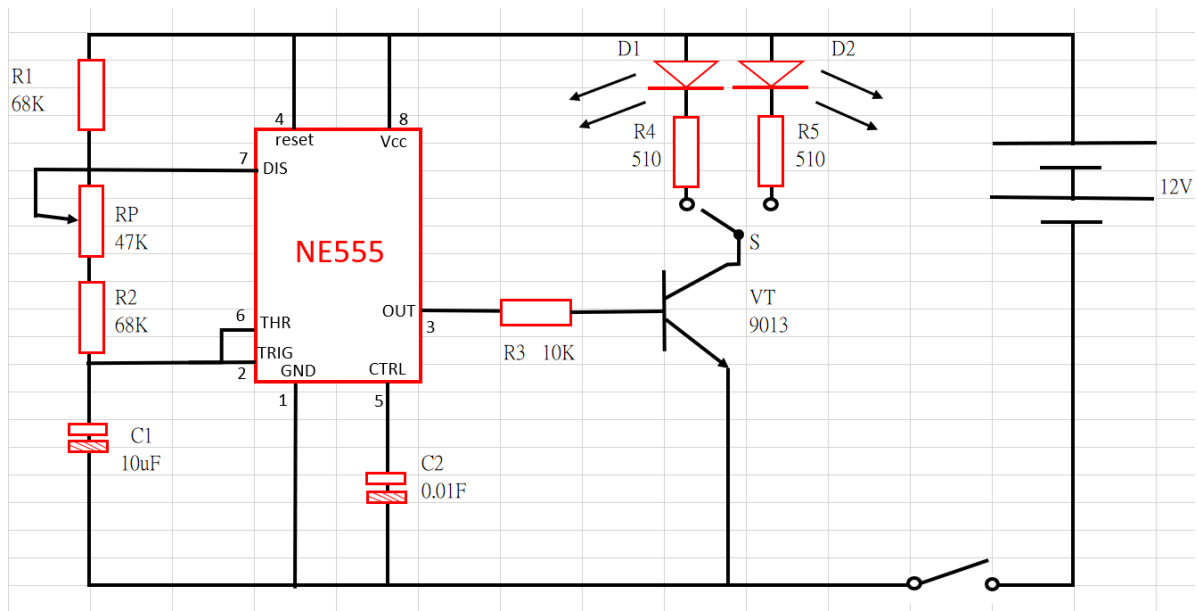 R1
68K
RP
47K
R2
68K
C1
10uF
4
reset
8
Vcc
7
DIS
NE555
6
THR
TRIG
2
GND
1
CTRL
5
OUT
3
C2
0.01F
R3 10K
D1
D2
R4
510
R5
510
S
VT
9013
12V